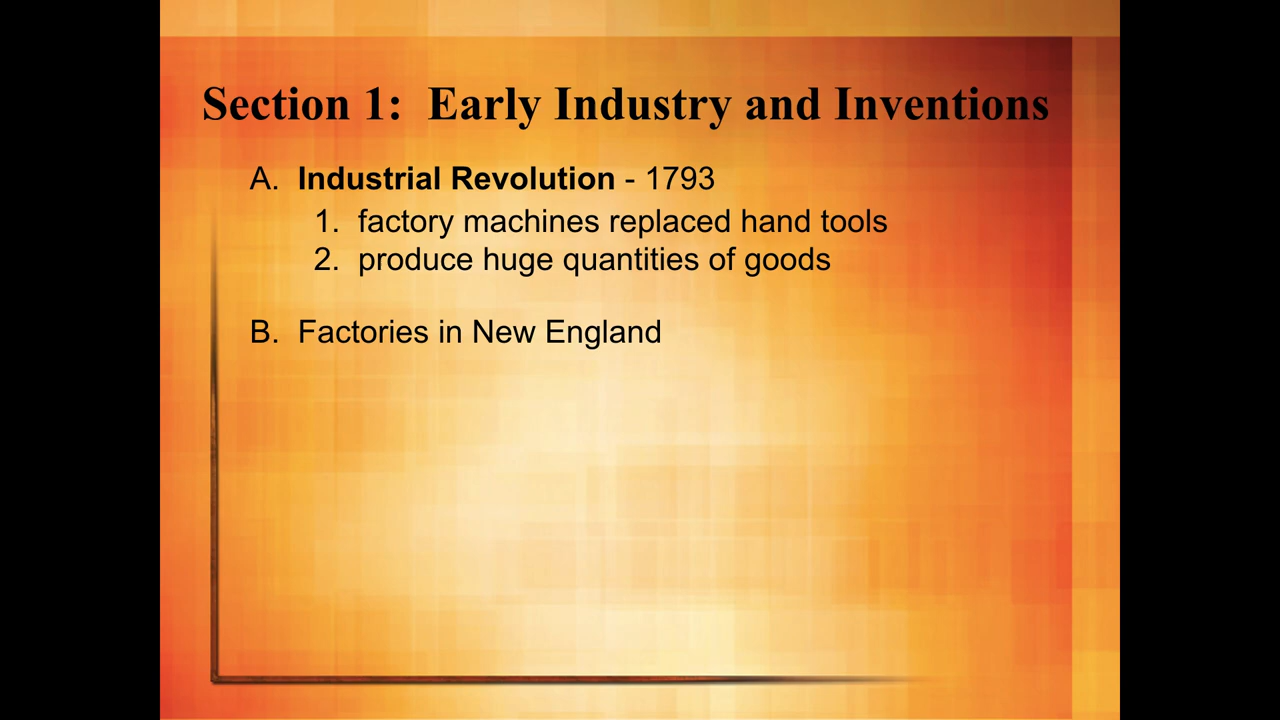 Section 1: Early Industry and Inventions
A. Industrial Revolution - 1793
1. factory machines replaced hand tools
2. produce huge quantities of goods
B. Factories in New England